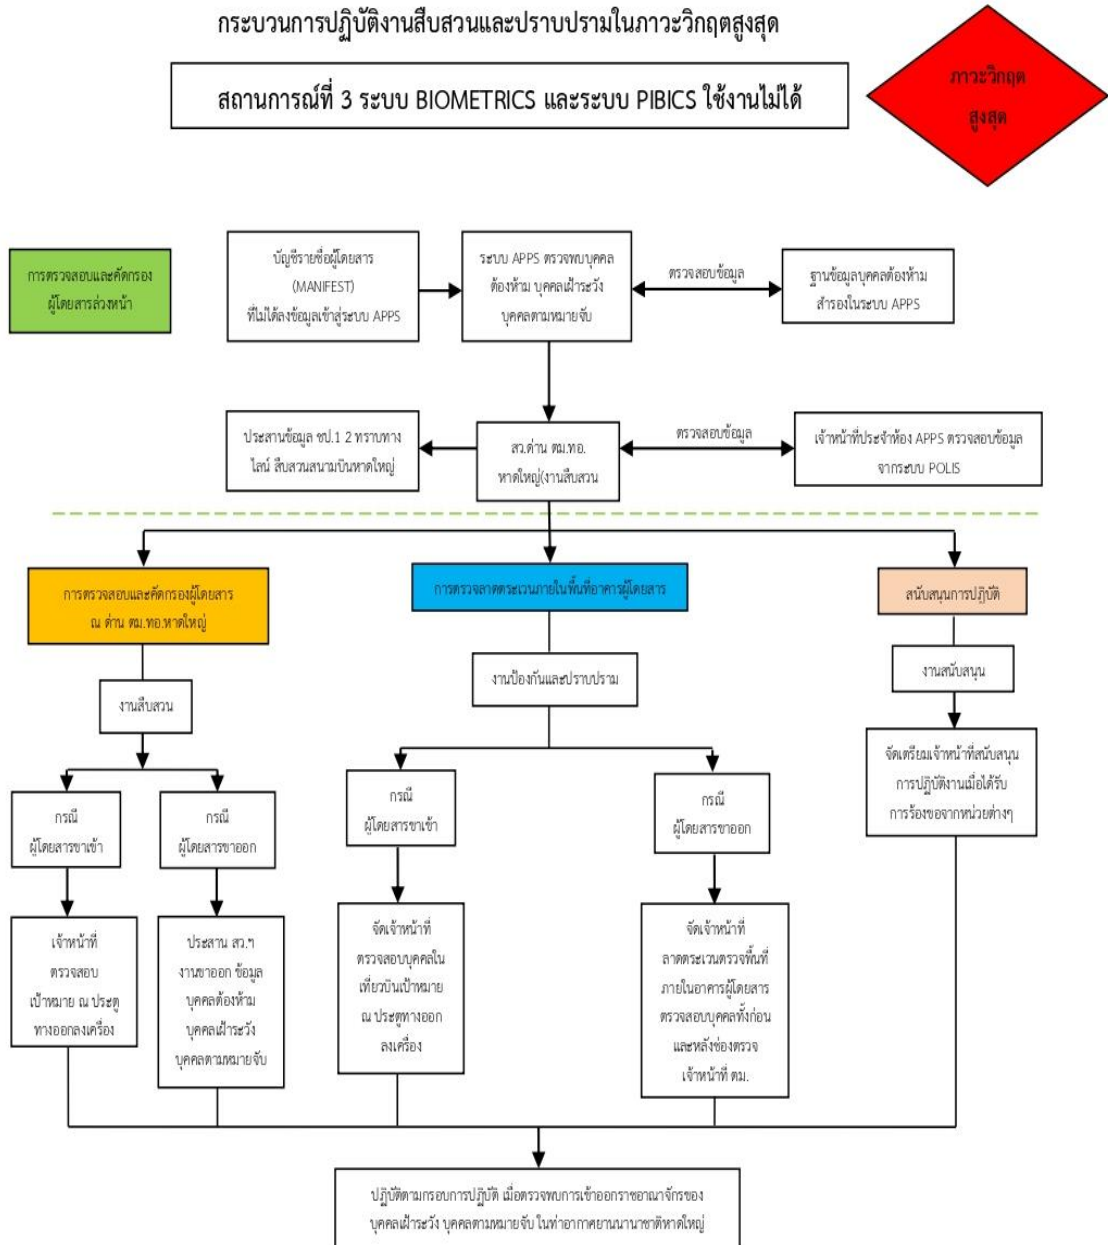 กระบวนการปฏิบัติงานสืบสวนและปราบปรามในภาวะวิกฤตสูงสุด
สถานการณ์ที่ 3 ระบบ BIOMETRICS และระบบ PIBICS ใช้งานไม่ได้
ภาวะวิกฤต
สูงสุด
การตรวจสอบและคัดกรอง
ผู้โดยสารล่วงหน้า
บัญชีรายชื่อผู้โดยสาร
(MANIFEST)
ที่ไม่ได้ลงข้อมูลเข้าสู่ระบบ APPS
ระบบ APPS ตรวจพบบุคคล
ต้องห้าม บุคคลเฝ้าระวัง
บุคคลตามหมายจับ
ตรวจสอบข้อมูล
ฐานข้อมูลบุคคลต้องห้าม
สำรองในระบบ APPS
ประสานข้อมูล ชป.1 2 ทราบทาง
ไลน์ สืบสวนสนามบินหาดใหญ่
สว.ด่าน ตม.ทอ.
หาดใหญ่(งานสืบสวน
ตรวจสอบข้อมูล
เจ้าหน้าที่ประจำห้อง APPS ตรวจสอบข้อมูล
จากระบบ POLIS
การตรวจสอบและคัดกรองผู้โดยสาร
ณ ด่าน ตม.ทอ.หาดใหญ่
การตรวจลาดตระเวนภายในพื้นที่อาคารผู้โดยสาร
สนับสนุนการปฏิบัติ
งานสืบสวน
งานป้องกันและปราบปราม
งานสนับสนุน
กรณี
ผู้โดยสารขาเข้า
กรณี
ผู้โดยสารขาออก
กรณี
ผู้โดยสารขาเข้า
กรณี
ผู้โดยสารขาออก
จัดเตรียมเจ้าหน้าที่สนับสนุน
การปฏิบัติงานเมื่อได้รับ
การร้องขอจากหน่วยต่างๆ
เจ้าหน้าที่
ตรวจสอบ
เป้าหมาย ณ ประตู
ทางออกลงเครื่อง
ประสาน สว.ฯ
งานขาออก ข้อมูล
บุคคลต้องห้าม
บุคคลเฝ้าระวัง
บุคคลตามหมายจับ
จัดเจ้าหน้าที่
ตรวจสอบบุคคลใน
เที่ยวบินเป้าหมาย
ณ ประตูทางออก
ลงเครื่อง
จัดเจ้าหน้าที่
ลาดตระเวนตรวจพื้นที่
ภายในอาคารผู้โดยสาร
ตรวจสอบบุคคลทั้งก่อน
และหลังช่องตรวจ
เจ้าหน้าที่ ตม.
ปฏิบัติตามกรอบการปฏิบัติ เมื่อตรวจพบการเข้าออกราชอาณาจักรของ
บุคคลเฝ้าระวัง บุคคลตามหมายจับ ในท่าอากาศยานนานาชาติหาดใหญ่